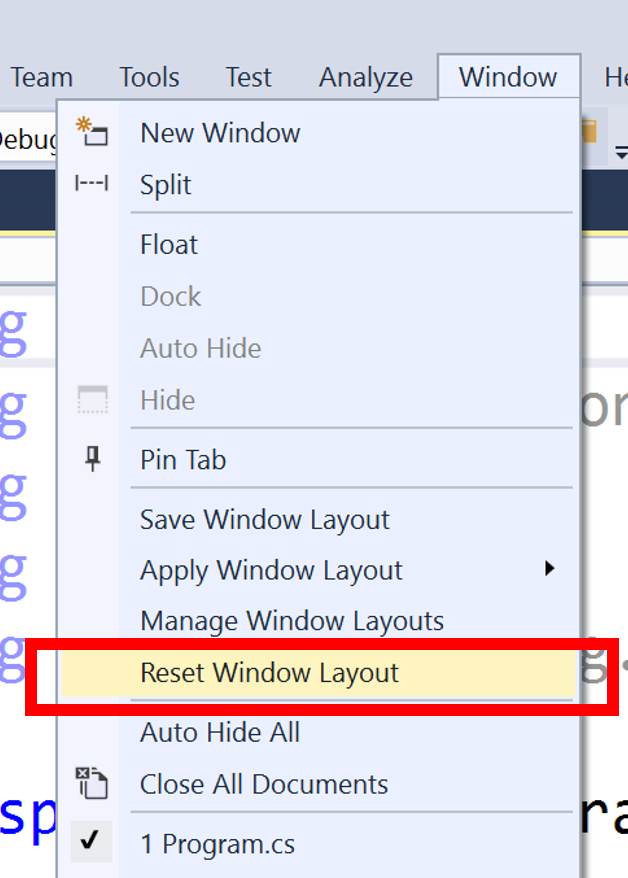 Team Tools Test Analyze Window He
Debug
New Window
Split
Float
Dock
Auto Hide
Hide
Pin Tab
Save Window Layout
Apply Window Layout
Manage Window Layouts
Reset Window Layout
Auto Hide All
Close All Documents
1 Program.cs
g
g
or
g
g
g
g.
sp
ra